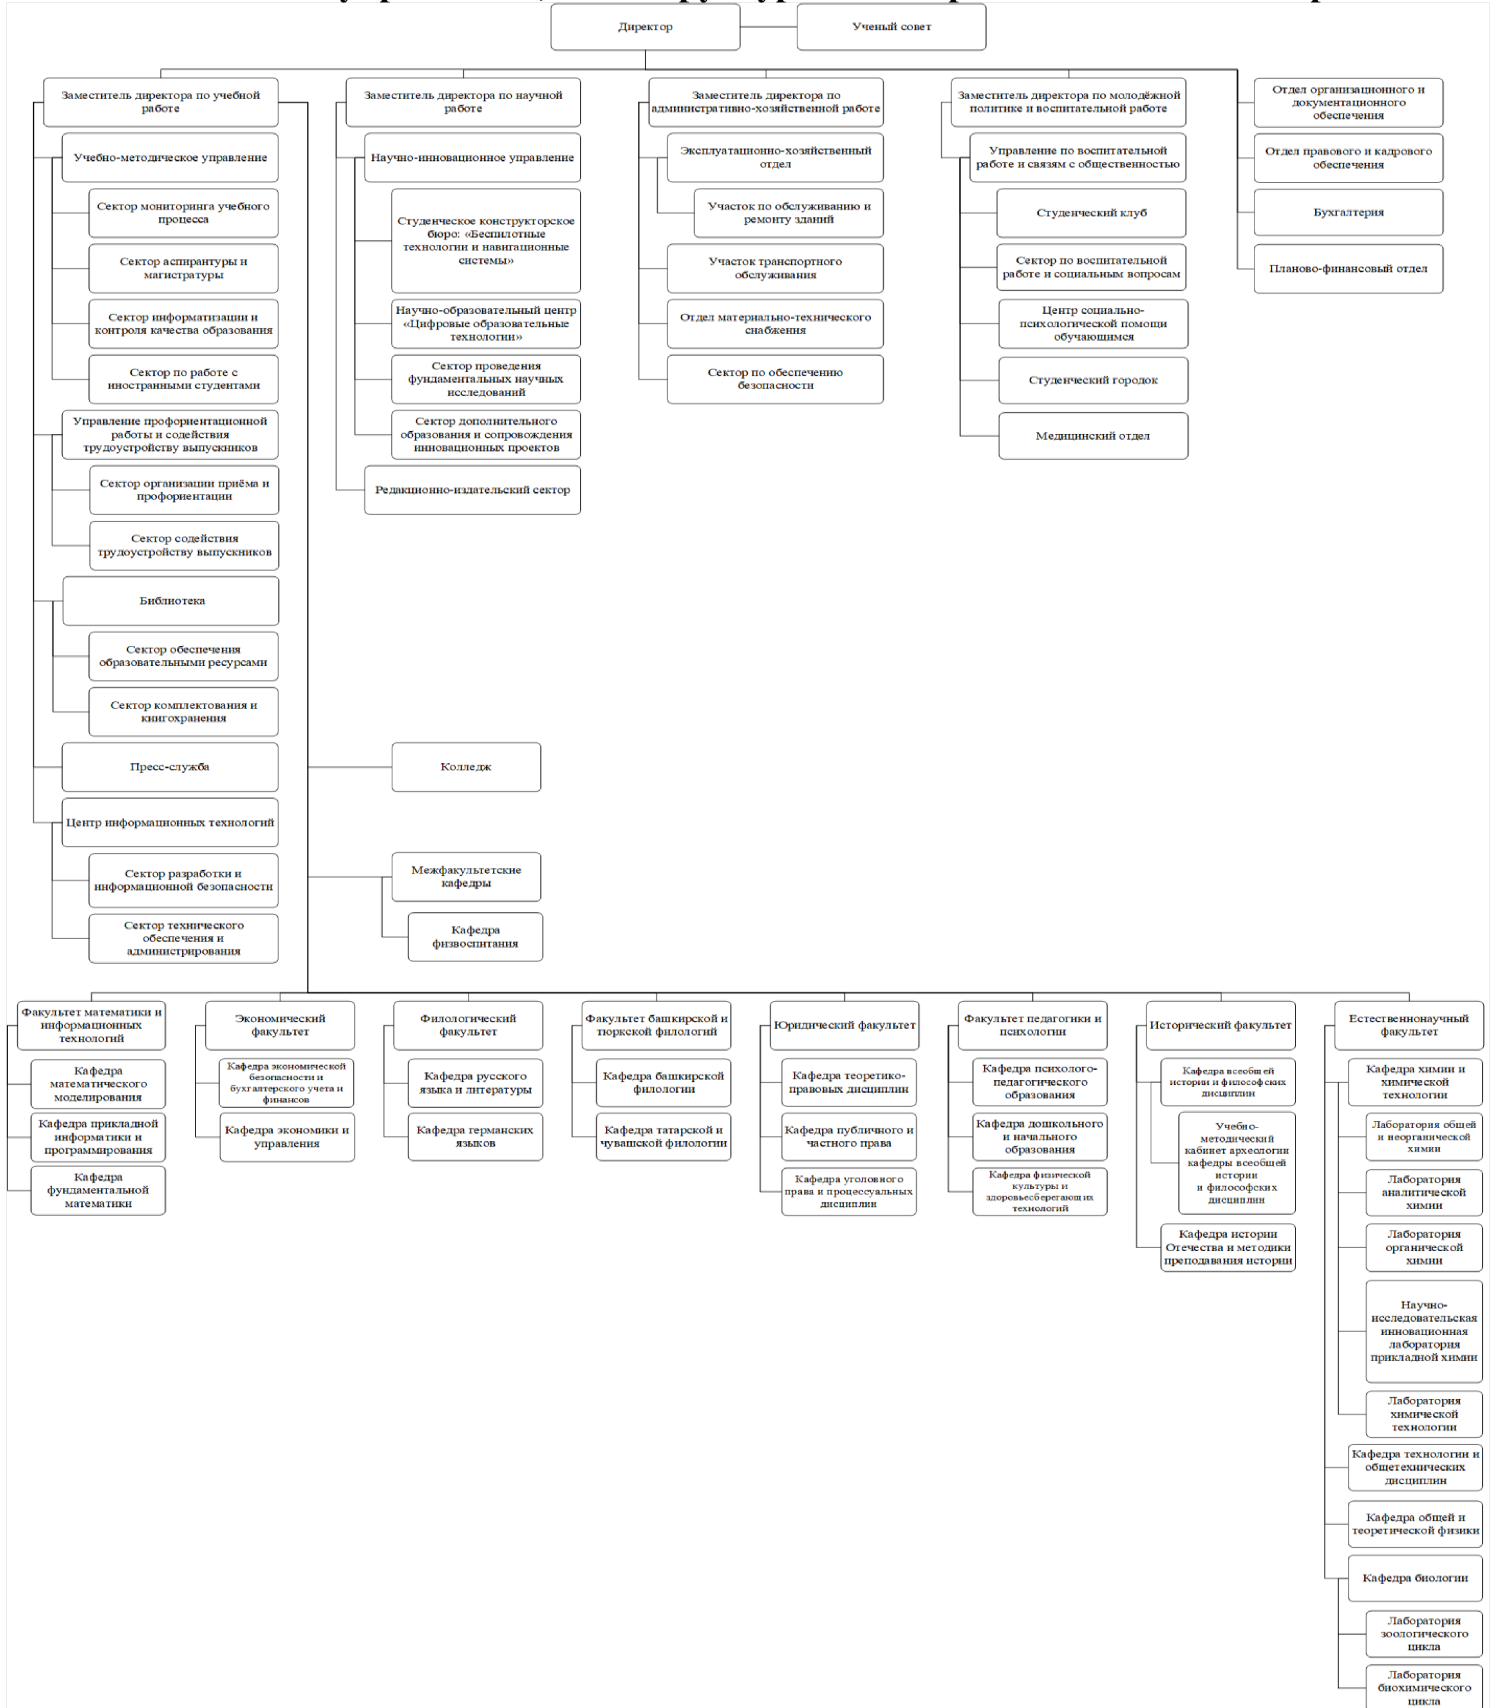 Директор
Ученый совет
Заместитель директора по учебной
работе
Учебно-методическое управление
Сектор мониторинга учебного
процесса
Сектор аспирантуры и
магистратуры
Сектор информатизации и
контроля качества образования
Сектор по работе с
иностранными студентами
Управление профориентационной
работы и содействия
трудоустройству выпускников
Сектор организации приёма и
профориентации
Сектор содействия
трудоустройству выпускников
Библиотека
Сектор обеспечения
образовательными ресурсами
Сектор комплектования и
книгохранения
Пресс-служба
Центр информационных технологий
Сектор разработки и
информационной безопасности
Сектор технического
обеспечения и
администрирования
Заместитель директора по научной
работе
Научно-инновационное управление
Студенческое конструкторское
бюро: «Беспилотные
технологии и навигационные
системы»
Научно-образовательный центр
«Цифровые образовательные
технологии»
Сектор проведения
фундаментальных научных
исследований
Сектор дополнительного
образования и сопровождения
инновационных проектов
Редакционно-издательский сектор
Заместитель директора по
административно-хозяйственной работе
Эксплуатационно-хозяйственный
отдел
Участок по обслуживанию и
ремонту зданий
Участок транспортного
обслуживания
Отдел материально-технического
снабжения
Сектор по обеспечению
безопасности
Заместитель директора по молодёжной
политике и воспитательной работе
Управление по воспитательной
работе и связям с общественностью
Студенческий клуб
Сектор по воспитательной
работе и социальным вопросам
Центр социально-
психологической помощи
обучающимся
Студенческий городок
Медицинский отдел
Отдел организационного и
документационного
обеспечения
Отдел правового и кадрового
обеспечения
Бухгалтерия
Планово-финансовый отдел
Колледж
Межфакультетские
кафедры
Кафедра
физвоспитания
Факультет математики и
информационных
технологий
Кафедра
математического
моделирования
Кафедра прикладной
информатики и
программирования
Кафедра
фундаментальной
математики
Экономический
факультет
Кафедра экономической
безопасности и
бухгалтерского учета и
финансов
Кафедра экономики и
управления
Филологический
факультет
Кафедра русского
языка и литературы
Кафедра германских
языков
Факультет башкирской и
тюркской филологий
Кафедра башкирской
филологии
Кафедра татарской и
чувашской филологии
Юридический факультет
Кафедра теоретико-
правовых дисциплин
Кафедра публичного и
частного права
Кафедра уголовного
права и процессуальных
дисциплин
Факультет педагогики и
психологии
Кафедра психолого-
педагогического
образования
Кафедра дошкольного
и начального
образования
Кафедра физической
культуры и
здоровьесберегающих
технологий
Исторический факультет
Кафедра всеобщей
истории и философских
дисциплин
Учебно-
методический
кабинет археологии
кафедры всеобщей
истории
и философских
дисциплин
Кафедра истории
Отечества и методики
преподавания истории
Естественнонаучный
факультет
Кафедра химии и
химической
технологии
Лаборатория общей
и неорганической
химии
Лаборатория
аналитической
химии
Лаборатория
органической
химии
Научно-
исследовательская
инновационная
лаборатория
прикладной химии
Лаборатория
химической
технологии
Кафедра технологии и
общетехнических
дисциплин
Кафедра общей и
теоретической физики
Кафедра биологии
Лаборатория
зоологического
цикла
Лаборатория
биохимического
цикла